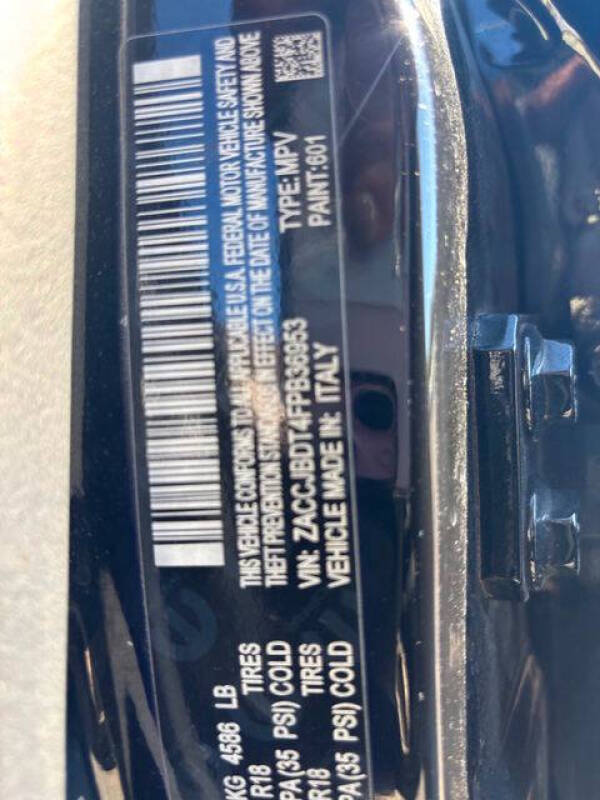 THIS VEHICLE CONFORMS TO ALL APPLICABLE U.S.A. FEDERAL MOTOR VEHICLE SAFETY AND
THEFT PREVENTION STANDARDS IN EFFECT ON THE DATE OF MANUFACTURE SHOWN ABOVE
VIN: ZACCJBDT4FPB36953 TYPE: MPV
VEHICLE MADE IN: ITALY PAINT: 601
KG 4586 LB
R18 TIRES
PA(35 PSI) COLD
R18 TIRES
PA(35 PSI) COLD